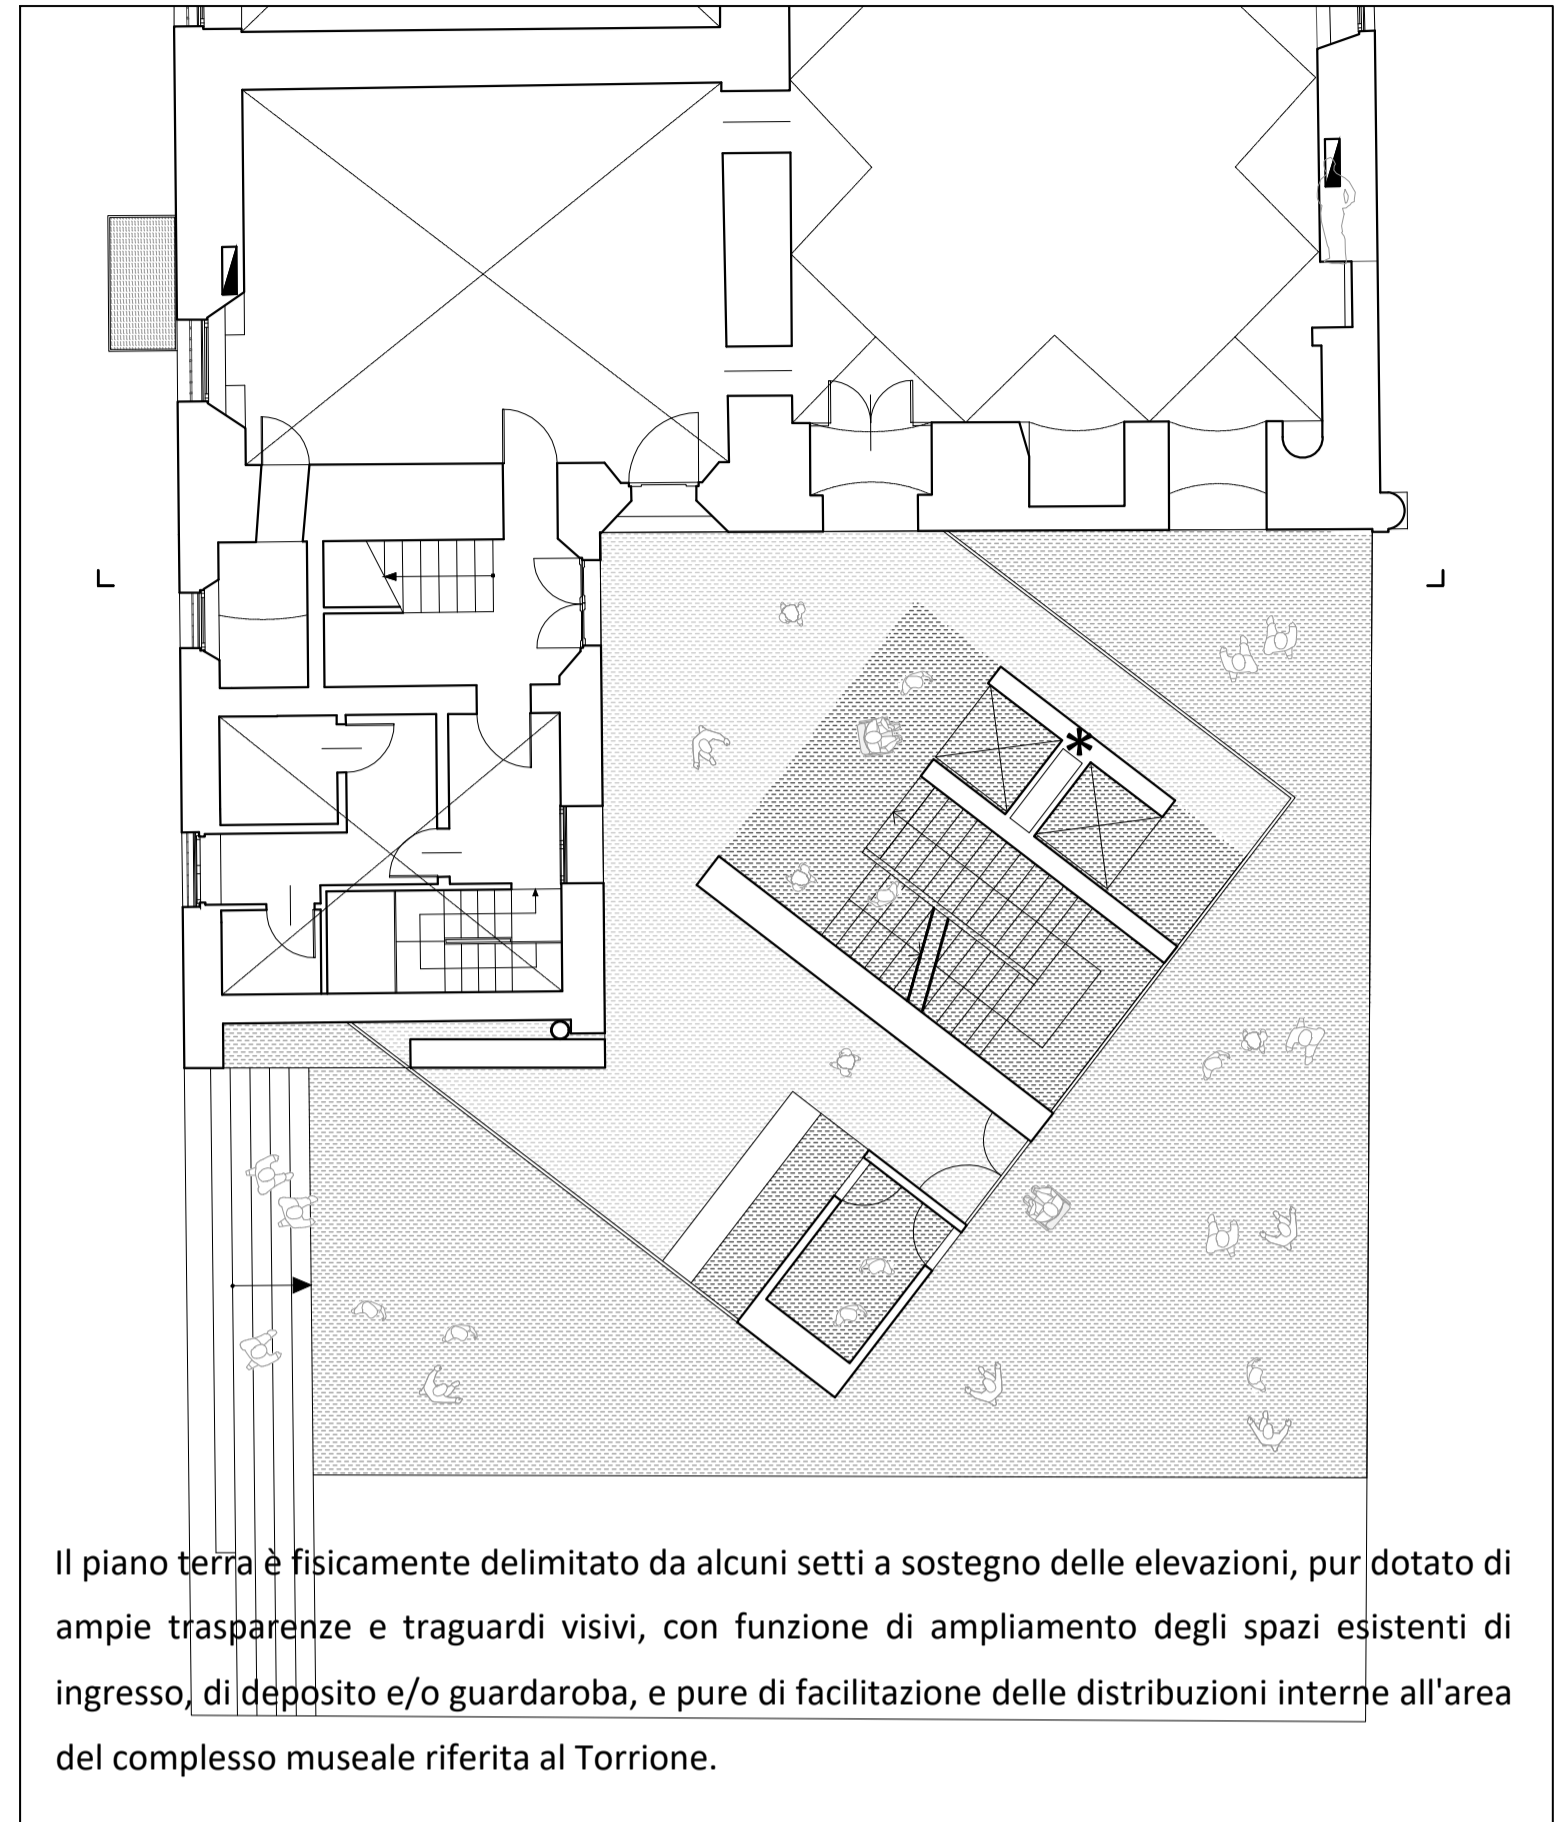 *
Il piano terra è fisicamente delimitato da alcuni setti a sostegno delle elevazioni, pur dotato di
ampie trasparenze e traguardi visivi, con funzione di ampliamento degli spazi esistenti di
ingresso, di deposito e/o guardaroba, e pure di facilitazione delle distribuzioni interne all'area
del complesso museale riferita al Torrione.